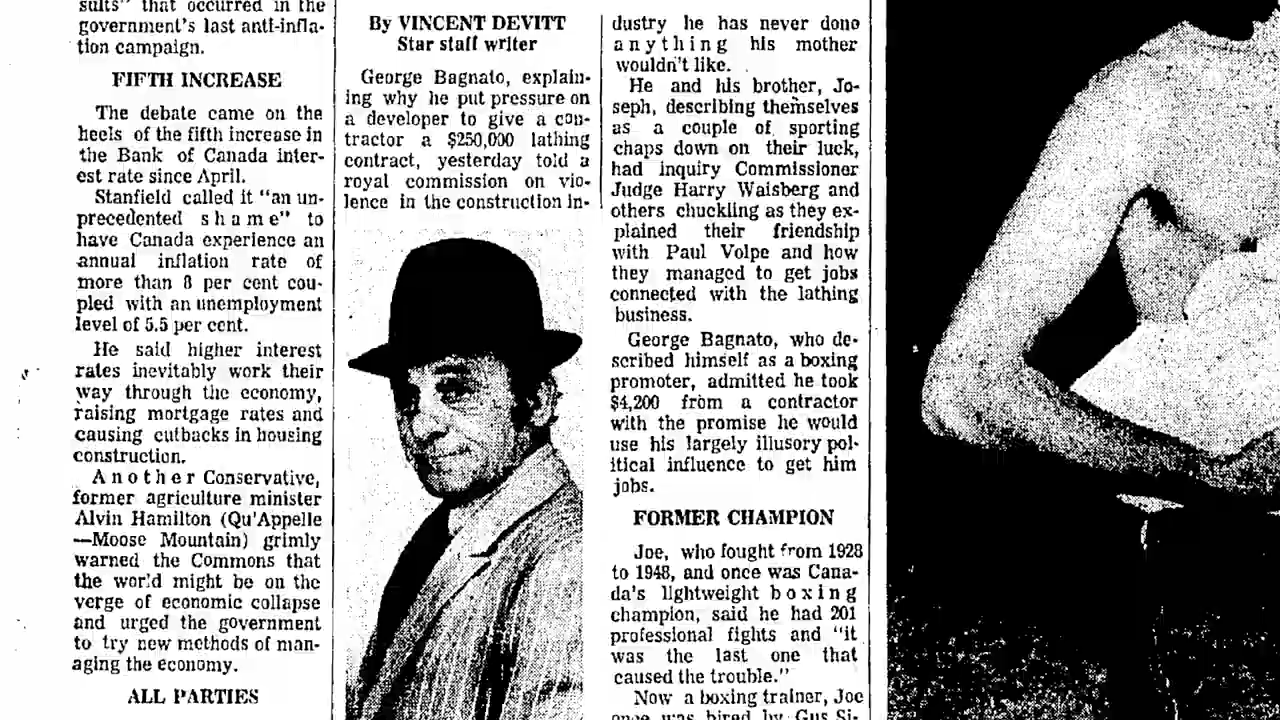 sults" that occurred in the
government's last anti-infla-
tion campaign.
FIFTH INCREASE
The debate came on the
heels of the fifth increase in
the Bank of Canada inter-
est rate since April.
Stanfield called it "an un-
precedented shame" to
have Canada experience an
annual inflation rate of
more than 8 per cent cou-
pled with an unemployment
level of 5.5 per cent.
He said higher interest
rates inevitably work their
way through the economy,
raising mortgage rates and
causing cutbacks in housing
construction.
Another Conservative,
former agriculture minister
Alvin Hamilton (Qu'Appelle
—Moose Mountain) grimly
warned the Commons that
the world might be on the
verge of economic collapse
and urged the government
to try new methods of man-
aging the economy.
ALL PARTIES
By VINCENT DEVITT
Star staff writer
George Bagnato, explain-
ing why he put pressure on
a developer to give a con-
tractor a $250,000 lathing
contract, yesterday told a
royal commission on vio-
lence in the construction in-
dustry he has never done
anything his mother
wouldn't like.
He and his brother, Jo-
seph, describing themselves
as a couple of sporting
chaps down on their luck,
had inquiry Commissioner
Judge Harry Waisberg and
others chuckling as they ex-
plained their friendship
with Paul Volpe and how
they managed to get jobs
connected with the lathing
business.
George Bagnato, who de-
scribed himself as a boxing
promoter, admitted he took
$4,200 from a contractor
with the promise he would
use his largely illusory pol-
itical influence to get him
jobs.
FORMER CHAMPION
Joe, who fought from 1928
to 1948, and once was Cana-
da's lightweight boxing
champion, said he had 201
professional fights and "it
was the last one that
caused the trouble."
Now a boxing trainer, Joe
once was hired by Gus Si-